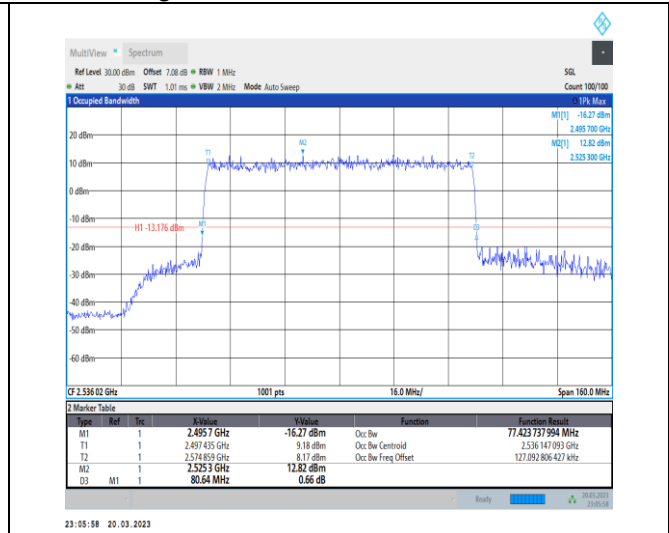 MultiView Spectrum
Ref Level 30.00 dBm Offset 7.08 dB RBW 1 MHz SGL
Att 30 dB SWT 1.01 ms VBW 2 MHz Mode Auto Sweep Count 100/100
1 Occupied Bandwidth 1Pk Max
M1[1] -16.27 dBm
2.495 700 GHz
M2[1] 12.82 dBm
2.525 300 GHz
20 dBm
10 dBm
0 dBm
-10 dBm
-20 dBm
-30 dBm
-40 dBm
-50 dBm
-60 dBm
H1 -13.176 dBm
M1
T1
M2
T2
D3
CF 2.536 02 GHz 1001 pts 16.0 MHz/ Span 160.0 MHz
2 Marker Table
Type Ref Trc X-Value Y-Value Function Function Result
M1 1 2.4957 GHz -16.27 dBm Occ Bw 77.423 737 994 MHz
T1 1 2.497 435 GHz 9.18 dBm Occ Bw Centroid 2.536 147 093 GHz
T2 1 2.574 859 GHz 8.17 dBm Occ Bw Freq Offset 127.092 806 427 kHz
M2 1 2.525 3 GHz 12.82 dBm
D3 M1 1 80.64 MHz 0.66 dB
Ready 20.03.2023
23:05:58
23:05:58 20.03.2023